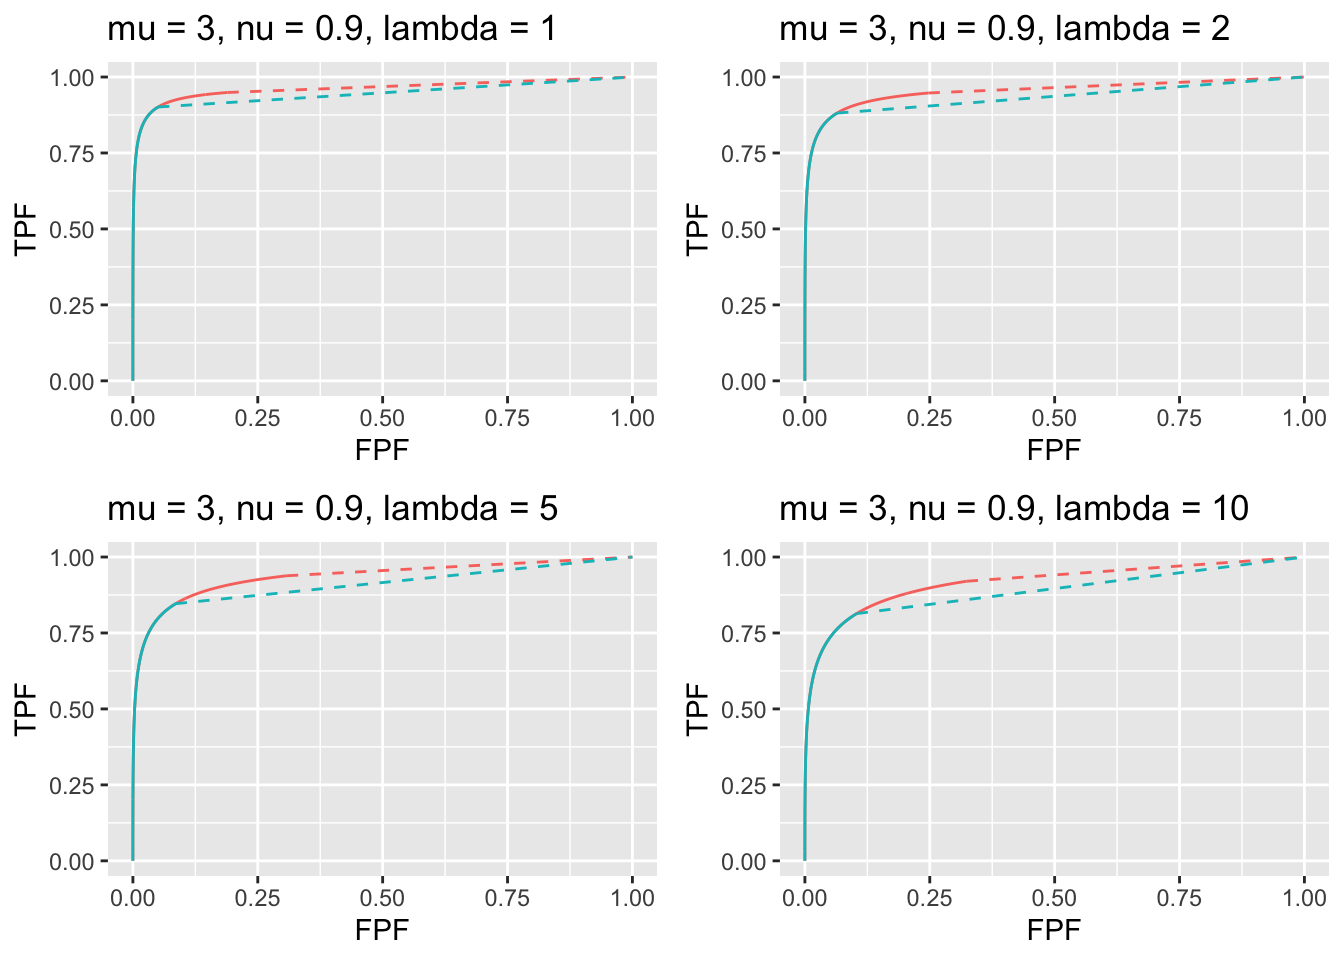 mu = 3, nu = 0.9, lambda = 1
1.00
0.75
0.50
0.25
0.00
TPF
0.00 0.25 0.50 0.75 1.00
FPF
mu = 3, nu = 0.9, lambda = 2
1.00
0.75
0.50
0.25
0.00
TPF
0.00 0.25 0.50 0.75 1.00
FPF
mu = 3, nu = 0.9, lambda = 5
1.00
0.75
0.50
0.25
0.00
TPF
0.00 0.25 0.50 0.75 1.00
FPF
mu = 3, nu = 0.9, lambda = 10
1.00
0.75
0.50
0.25
0.00
TPF
0.00 0.25 0.50 0.75 1.00
FPF